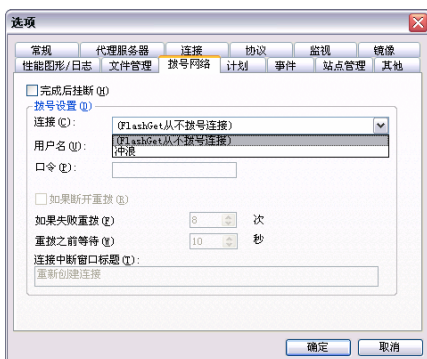 选项
常规 代理服务器 连接 协议 监视 镜像
性能图形/日志 文件管理 拨号网络 计划 事件 站点管理 其他
完成后挂断(H)
拨号设置(D)
连接(C): (FlashGet从不拨号连接)
(FlashGet从不拨号连接)
用户名(U): 冲浪
口令(P):
如果断开重拨(R)
如果失败重拨(F) 8 次
重拨之前等待(W) 10 秒
连接中断窗口标题(T):
重新创建连接
确定 取消